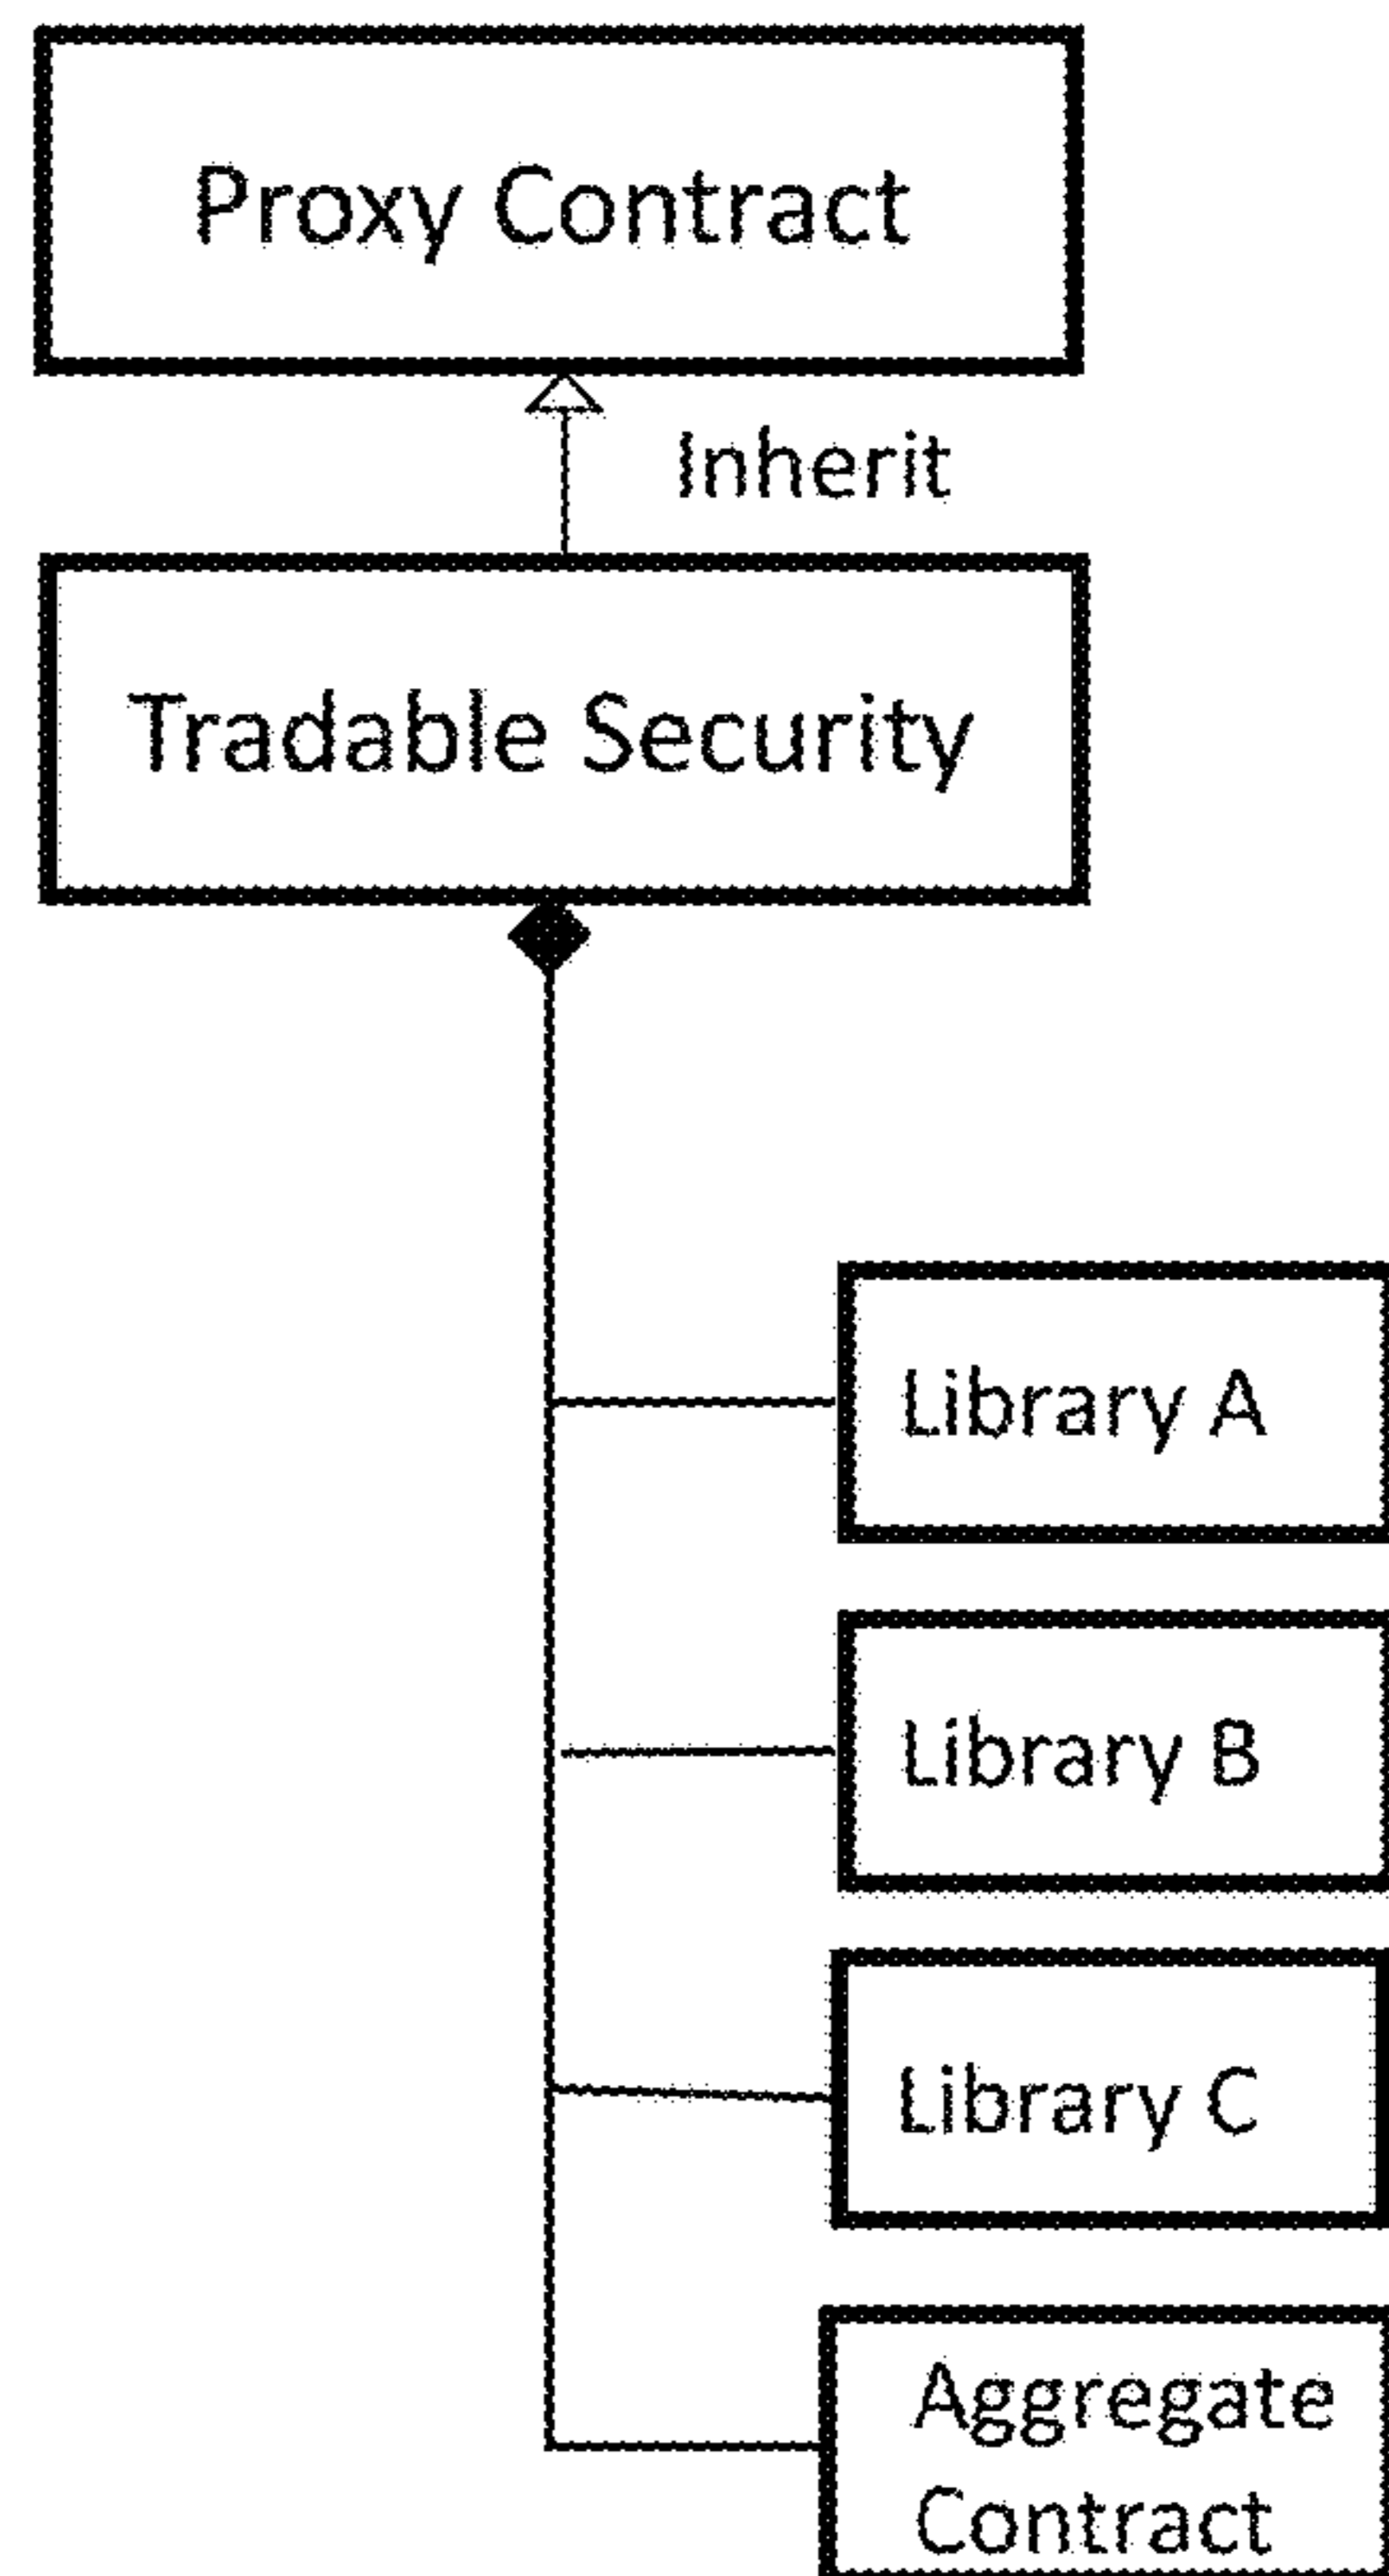 Proxy Contract
Inherit
Tradable Security
Library A
Library B
Library C
Aggregate
Contract